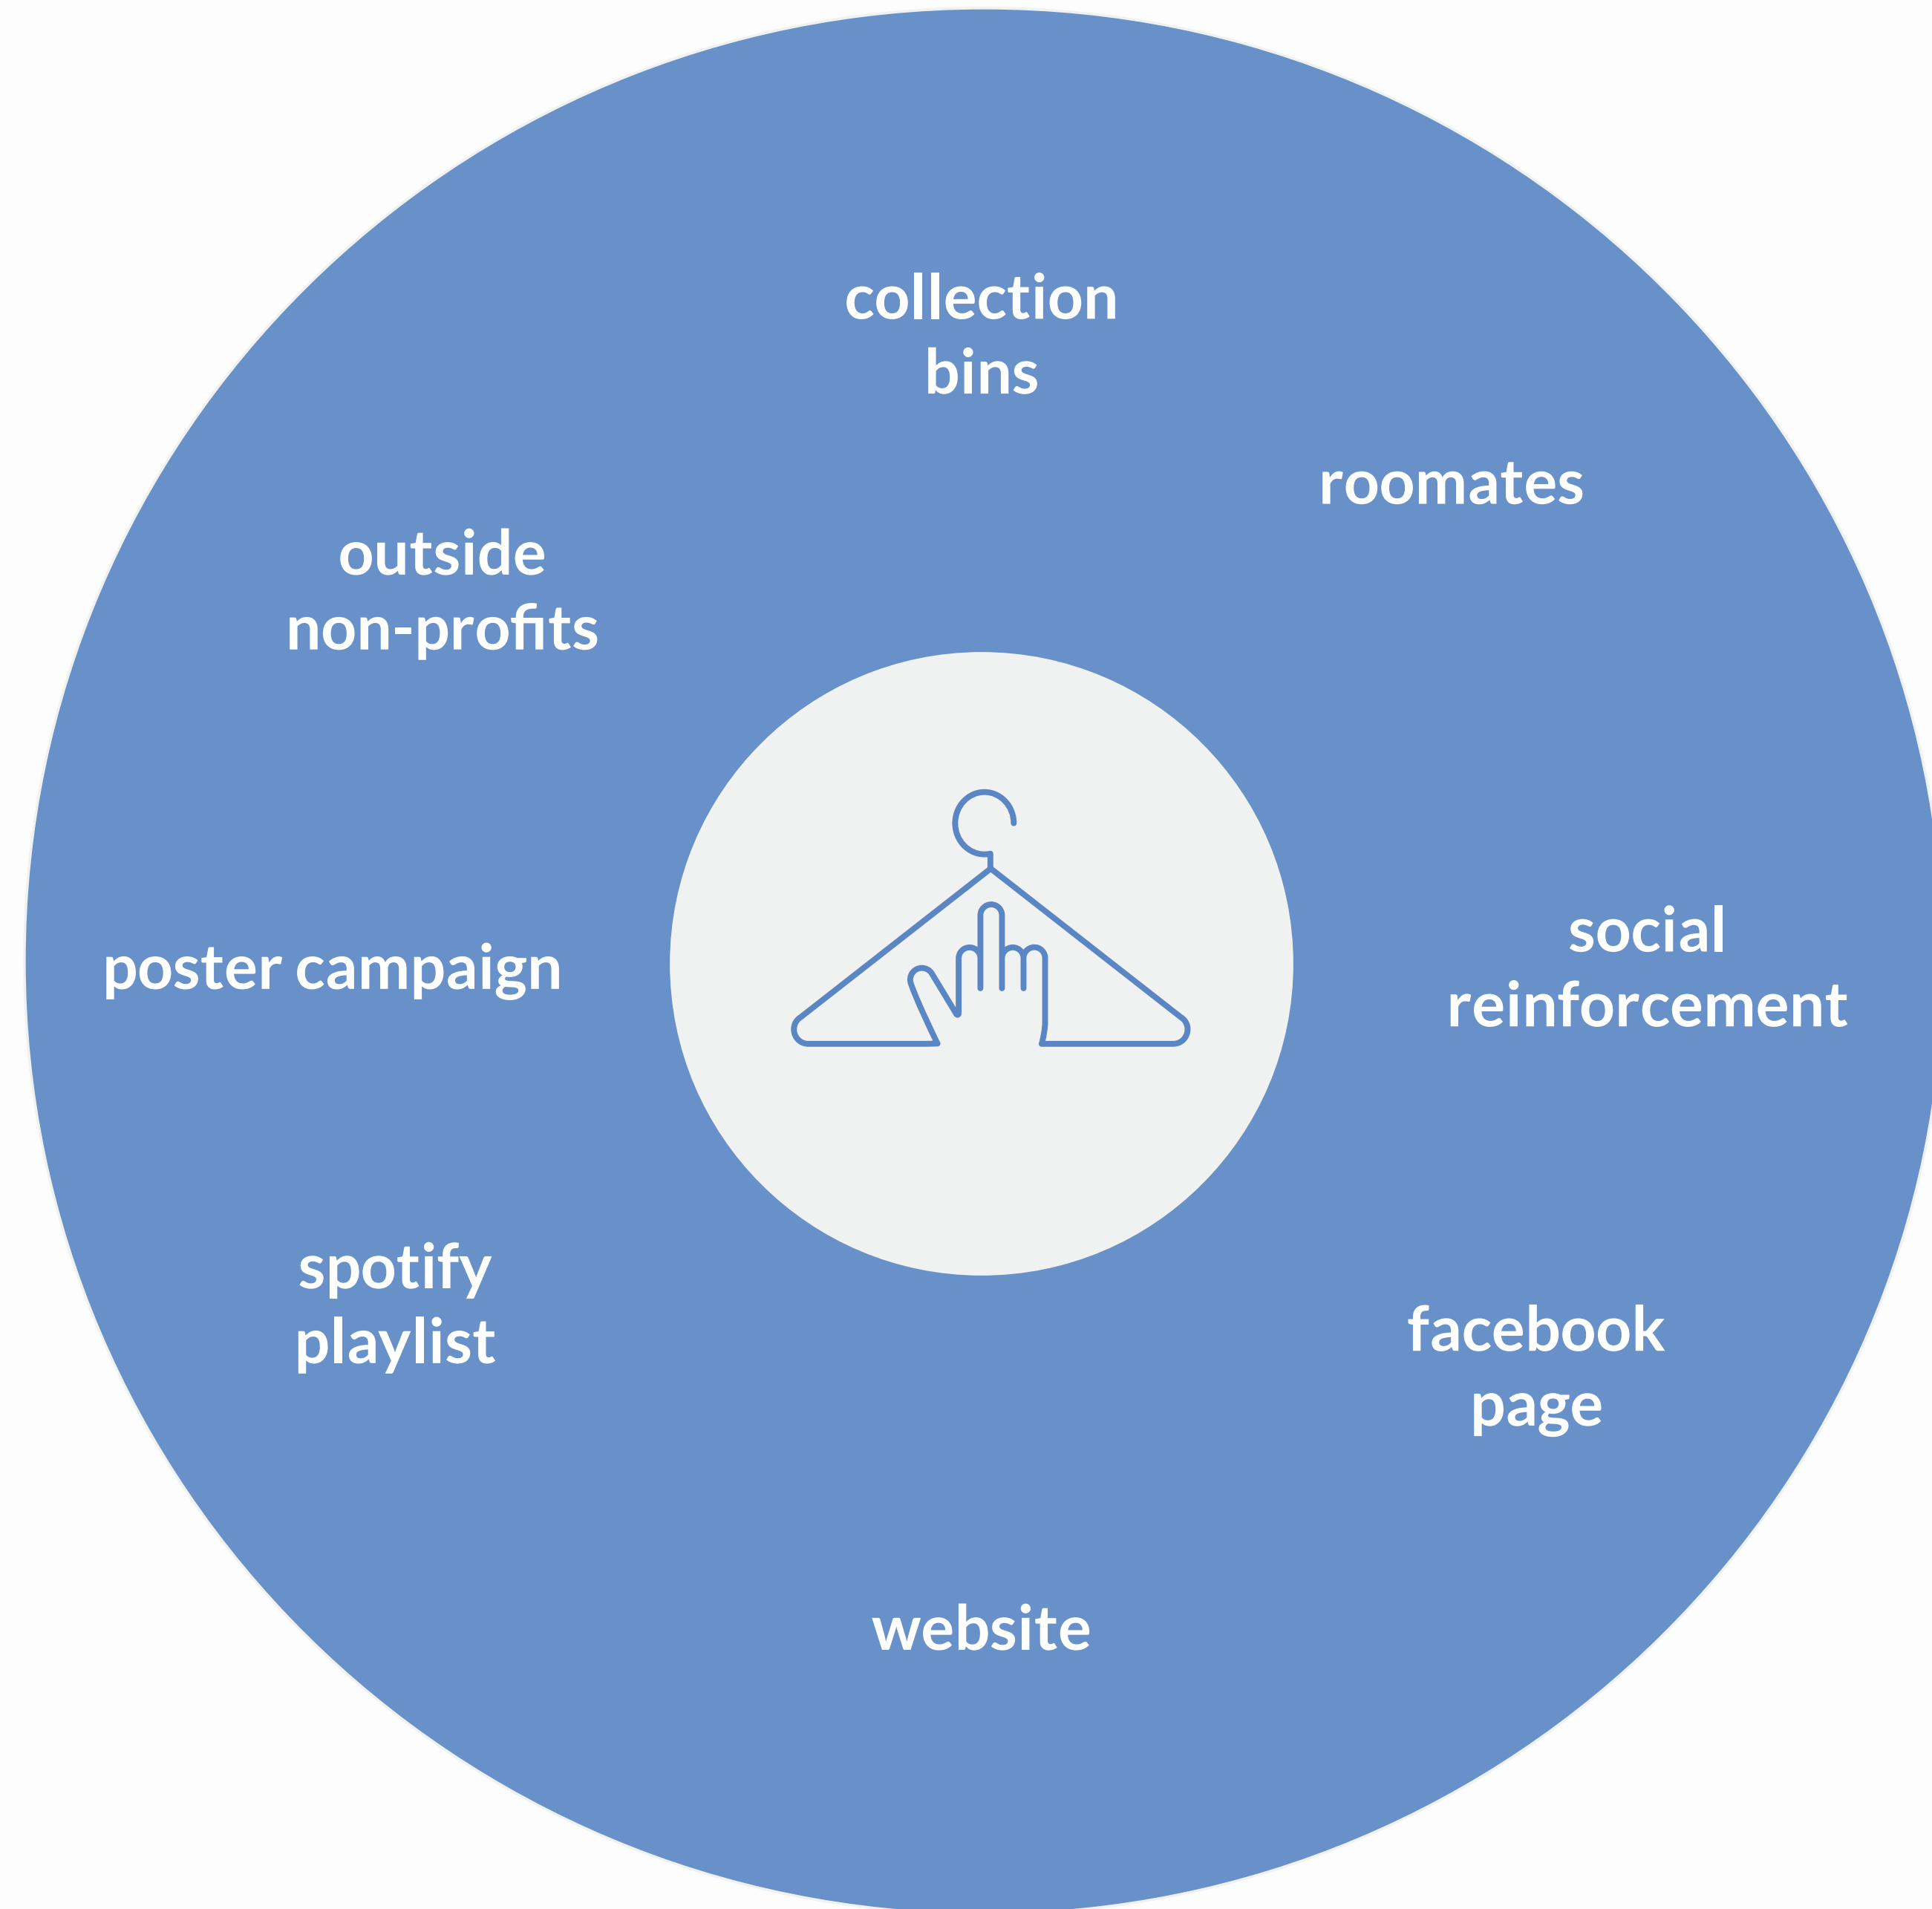 collection
bins
roomates
outside
non-profits
social
reinforcement
poster campaign
spotify
playlist
facebook
page
website